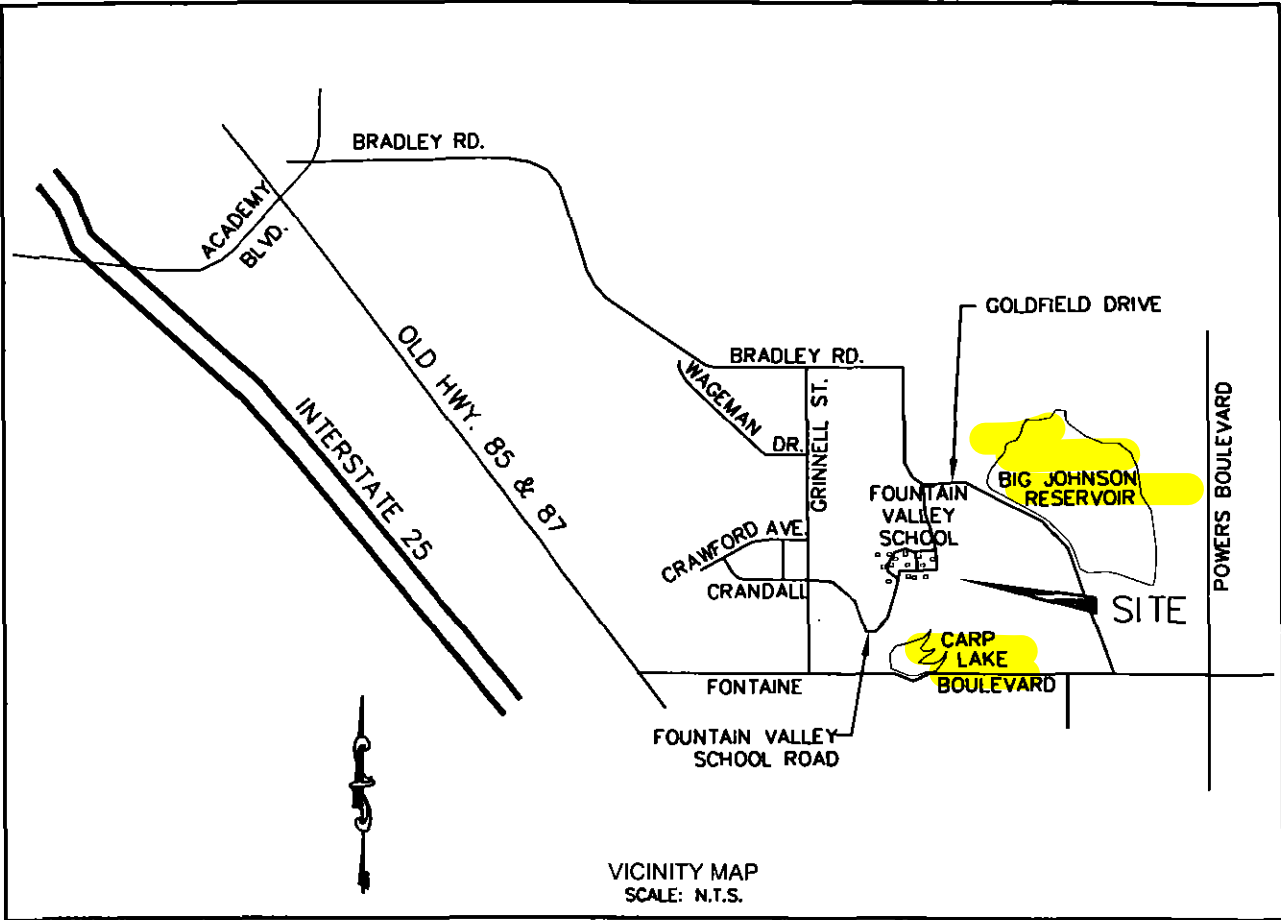 BRADLEY RD.
ACADEMY
BLVD.
GOLDFIELD DRIVE
OLD HWY. 85 & 87
BRADLEY RD.
WAGEMAN
DR.
GRINNELL ST.
POWERS BOULEVARD
INTERSTATE 25
BIG JOHNSON
RESERVOIR
FOUNTAIN
VALLEY
SCHOOL
CRAWFORD AVE.
CRANDALL
SITE
CARP
LAKE
FONTAINE
BOULEVARD
FOUNTAIN VALLEY
SCHOOL ROAD
VICINITY MAP
SCALE: N.T.S.